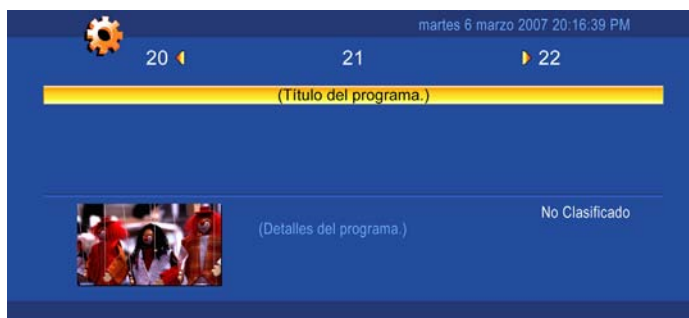 martes 6 marzo 2007 20:16:39 PM
20 21 22
(Título del programa.)
No Clasificado
(Detalles del programa.)